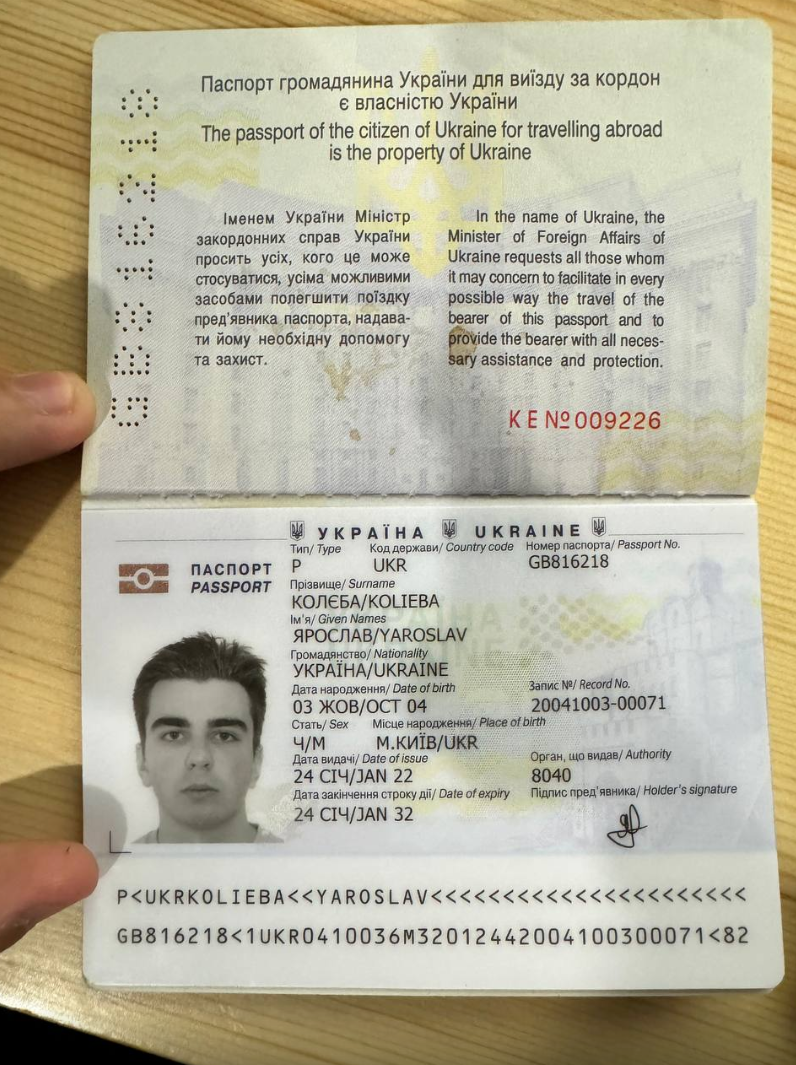 Паспорт громадянина України для виїзду за кордон
є власністю України
The passport of the citizen of Ukraine for travelling abroad
is the property of Ukraine
Іменем України Міністр
закордонних справ України
просить усіх, кого це може
стосуватися, усіма можливими
засобами полегшити поїздку
пред'явника паспорта, надава-
ти йому необхідну допомогу
та захист.
In the name of Ukraine, the
Minister of Foreign Affairs of
Ukraine requests all those whom
it may concern to facilitate in every
possible way the travel of the
bearer of this passport and to
provide the bearer with all neces-
sary assistance and protection.
KE №009226
УКРАЇНА UKRAINE
Тип/ Type Код держави/ Country code Номер паспорта/ Passport No.
P UKR GB816218
ПАСПОРТ
PASSPORT
Прізвище/ Surname
КОЛЄБА/KOLIEBA
Ім'я/ Given Names
ЯРОСЛАВ/YAROSLAV
Громадянство/ Nationality
УКРАЇНА/UKRAINE
Дата народження/ Date of birth Запис №/ Record No.
03 ЖОВ/OCT 04 20041003-00071
Стать/ Sex Місце народження/ Place of birth
Ч/M М.КИЇВ/UKR
Дата видачі/ Date of issue Орган, що видав/ Authority
24 СІЧ/JAN 22 8040
Дата закінчення строку дії/ Date of expiry Підпис пред'явника/ Holder's signature
24 СІЧ/JAN 32
P<UKRKOLIEBA<<YAROSLAV<<<<<<<<<<<<<<<<<<<<<<
GB816218<1UKR0410036M3201244200410030​0071<82